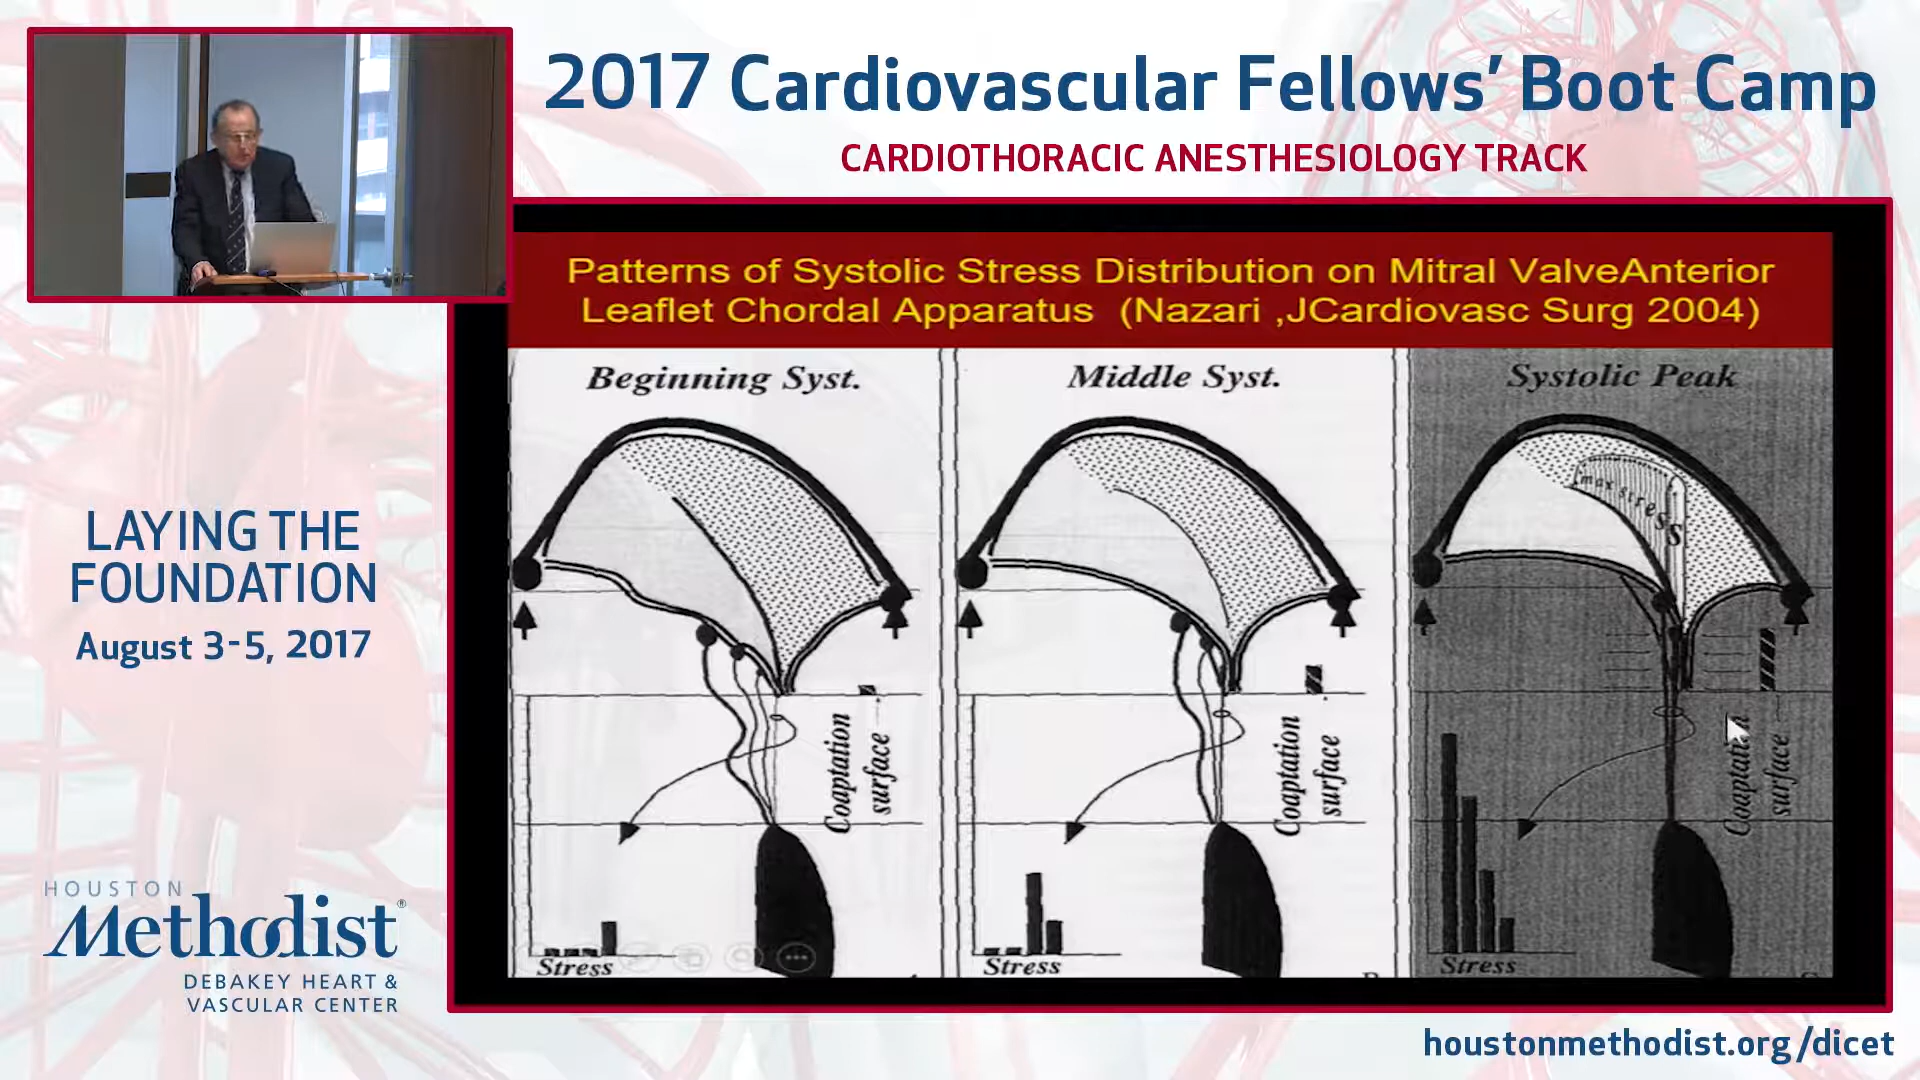 2017 Cardiovascular Fellows' Boot Camp
CARDIOTHORACIC ANESTHESIOLOGY TRACK
Patterns of Systolic Stress Distribution on Mitral ValveAnterior
Leaflet Chordal Apparatus (Nazari ,JCardiovasc Surg 2004)
Beginning Syst.
Middle Syst.
Systolic Peak
max stress
Coaptation
surface
Coaptation
surface
Coaptation
surface
Stress
Stress
Stress
LAYING THE
FOUNDATION
August 3-5, 2017
HOUSTON
Methodist®
DEBAKEY HEART &
VASCULAR CENTER
houstonmethodist.org/dicet